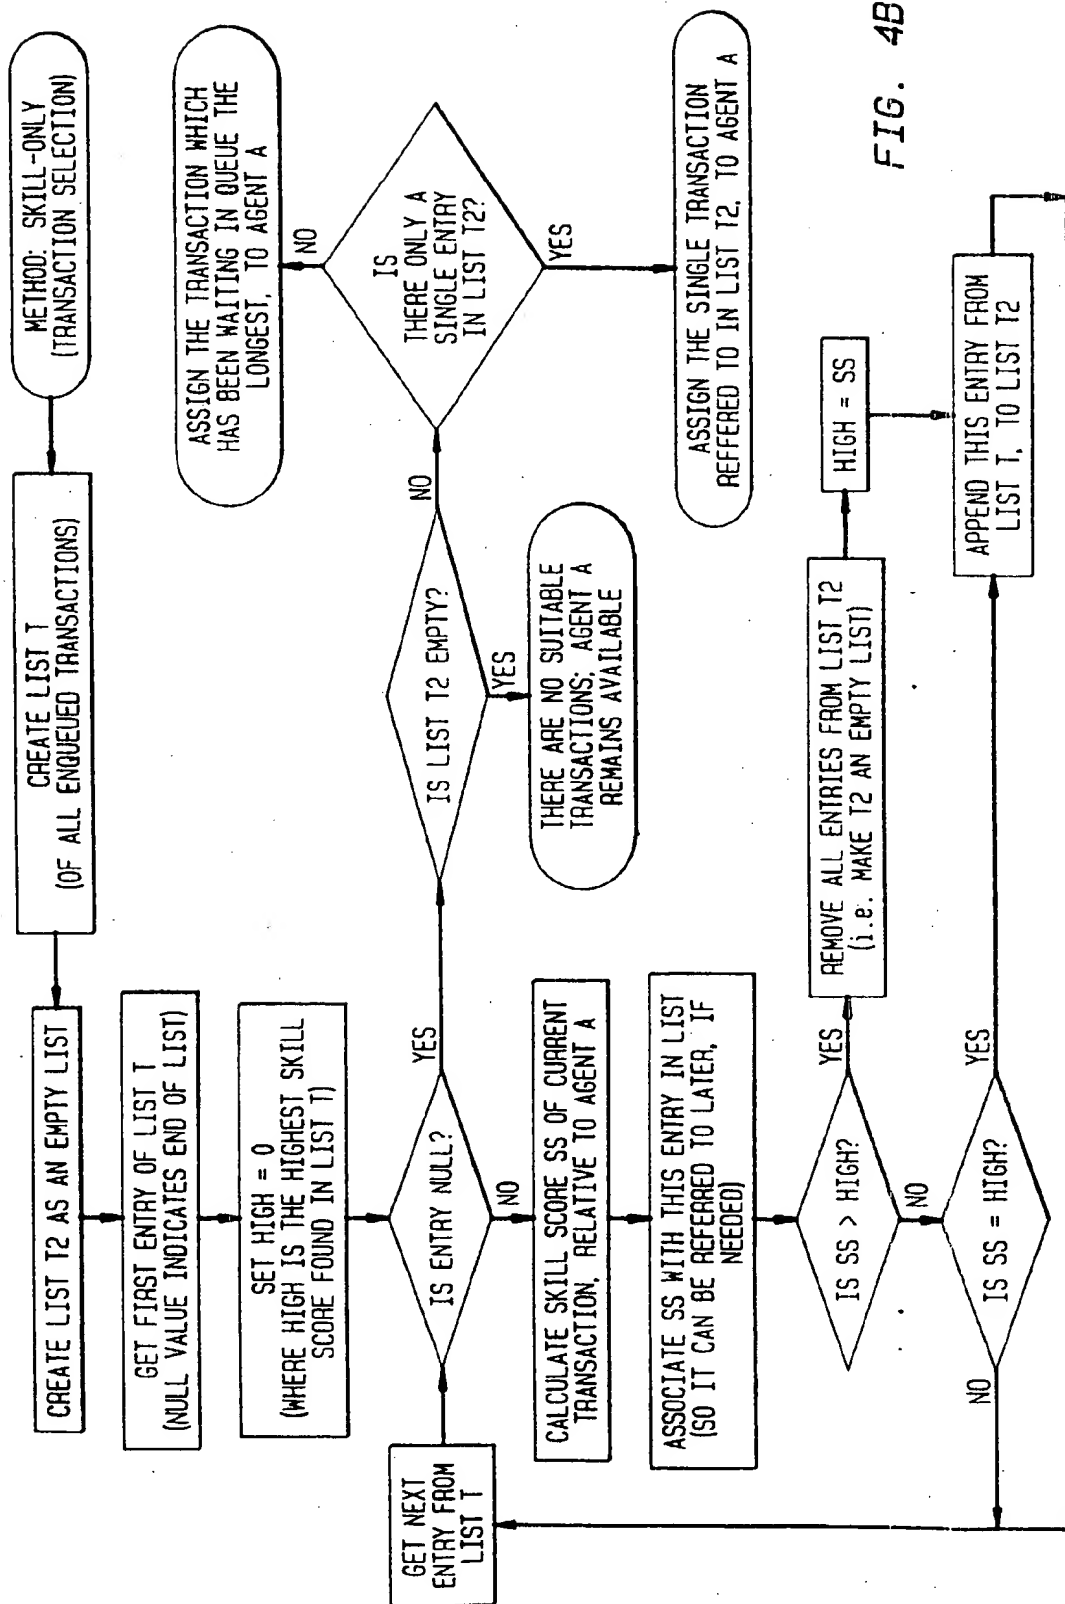 METHOD: SKILL-ONLY
(TRANSACTION SELECTION)
CREATE LIST T
(OF ALL ENQUEUED TRANSACTIONS)
CREATE LIST T2 AS AN EMPTY LIST
GET FIRST ENTRY OF LIST T
(NULL VALUE INDICATES END OF LIST)
SET HIGH = 0
(WHERE HIGH IS THE HIGHEST SKILL
SCORE FOUND IN LIST T)
GET NEXT
ENTRY FROM
LIST T
IS ENTRY NULL?
YES
NO
IS LIST T2 EMPTY?
NO
YES
IS
THERE ONLY A
SINGLE ENTRY
IN LIST T2?
NO
YES
ASSIGN THE TRANSACTION WHICH
HAS BEEN WAITING IN QUEUE THE
LONGEST, TO AGENT A
THERE ARE NO SUITABLE
TRANSACTIONS; AGENT A
REMAINS AVAILABLE
ASSIGN THE SINGLE TRANSACTION
REFFERED TO IN LIST T2, TO AGENT A
CALCULATE SKILL SCORE SS OF CURRENT
TRANSACTION, RELATIVE TO AGENT A
ASSOCIATE SS WITH THIS ENTRY IN LIST
(SO IT CAN BE REFERRED TO LATER, IF
NEEDED)
IS SS > HIGH?
YES
NO
REMOVE ALL ENTRIES FROM LIST T2
(i.e. MAKE T2 AN EMPTY LIST)
HIGH = SS
IS SS = HIGH?
YES
NO
APPEND THIS ENTRY FROM
LIST T, TO LIST T2
FIG. 4B